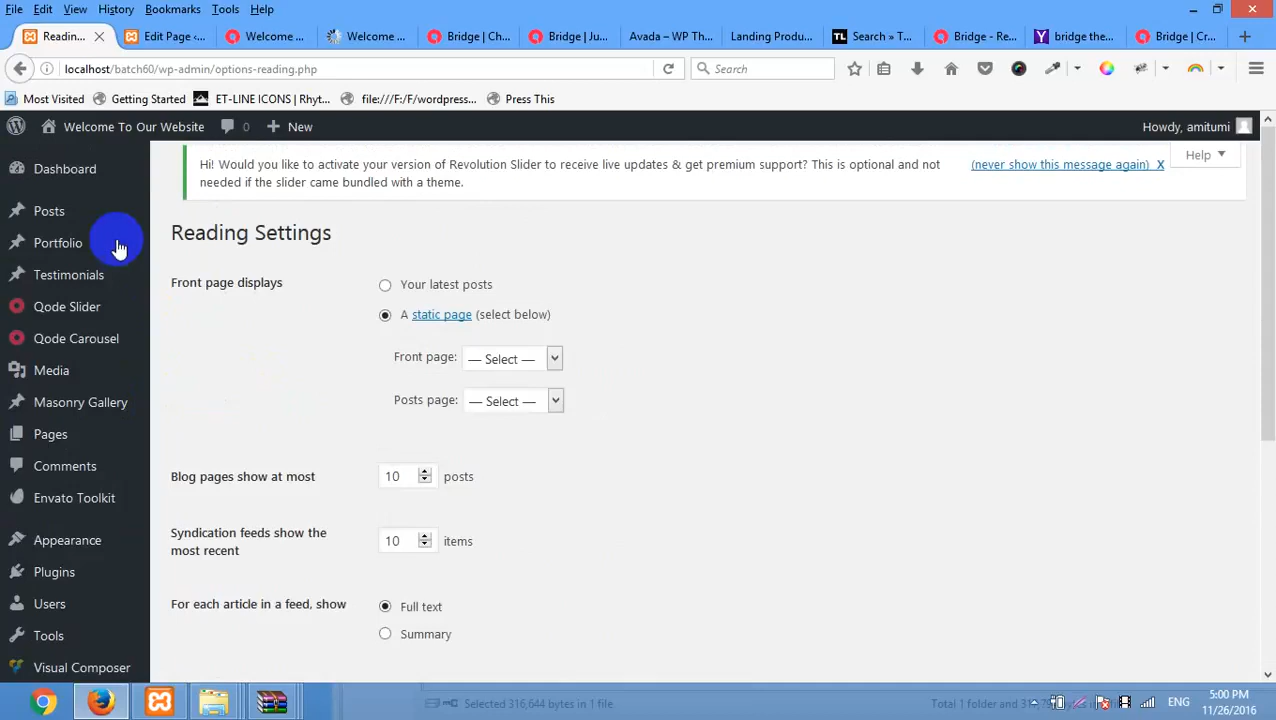 File Edit View History Bookmarks Tools Help
Readin... Edit Page ‹... Welcome ... Welcome ... Bridge | Ch... Bridge | Ju... Avada – WP Th... Landing Produ... TL Search » T... Bridge - Re... bridge the... Bridge | Cr...
localhost/batch60/wp-admin/options-reading.php Search
Most Visited Getting Started ET-LINE ICONS | Rhyt... file:///F:/F/wordpress... Press This
Welcome To Our Website 0 New Howdy, amitumi
Hi! Would you like to activate your version of Revolution Slider to receive live updates & get premium support? This is optional and not
needed if the slider came bundled with a theme.
(never show this message again) X
Help
Dashboard
Posts
Portfolio
Testimonials
Qode Slider
Qode Carousel
Media
Masonry Gallery
Pages
Comments
Envato Toolkit
Appearance
Plugins
Users
Tools
Visual Composer
Reading Settings
Front page displays
Your latest posts
A static page (select below)
Front page: — Select —
Posts page: — Select —
Blog pages show at most 10 posts
Syndication feeds show the
most recent
10 items
For each article in a feed, show Full text
Summary
Selected 316,644 bytes in 1 file
ENG
5:00 PM
11/26/2016